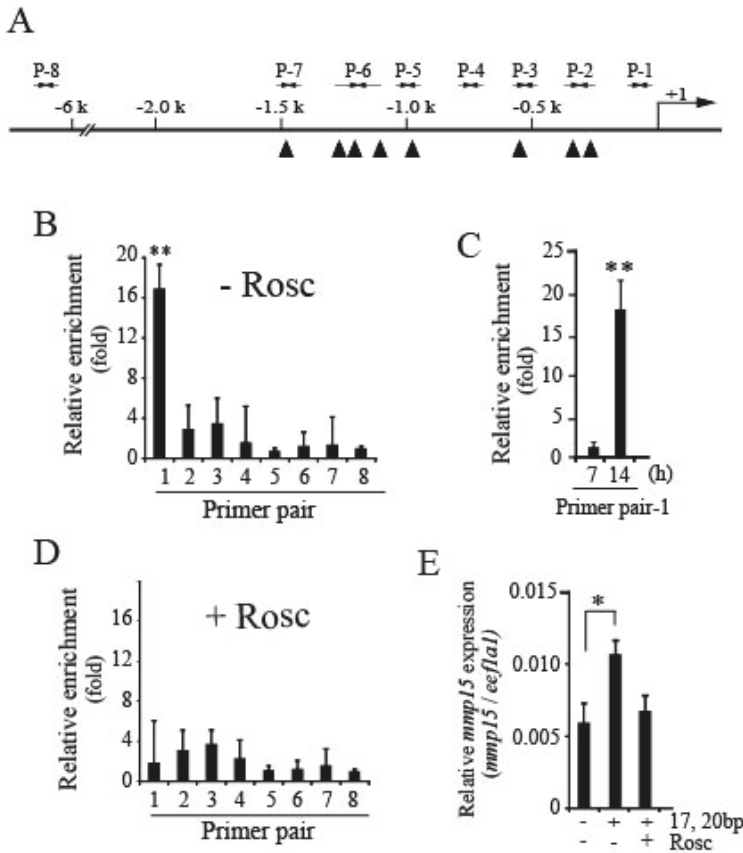 A
P-8 P-7 P-6 P-5 P-4 P-3 P-2 P-1
+1
-6 k -2.0 k -1.5 k -1.0 k -0.5 k
B
Relative enrichment
(fold)
20
16
12
8
4
0
**
- Rosc
1 2 3 4 5 6 7 8
Primer pair
C
Relative enrichment
(fold)
25
20
15
10
5
0
**
7 14 (h)
Primer pair-1
D
Relative enrichment
(fold)
16
12
8
4
0
+ Rosc
1 2 3 4 5 6 7 8
Primer pair
E
Relative mmp15 expression
(mmp15 / eef1a1)
0.015
0.010
0.005
0
*
- + + 17, 20bp
- - + Rosc